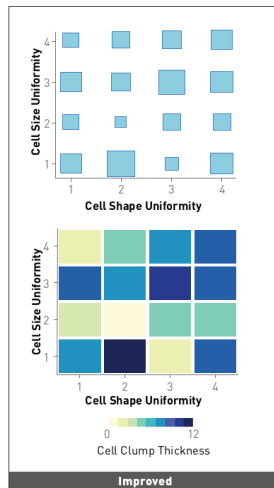 Cell Size Uniformity
4
3
2
1
1 2 3 4
Cell Shape Uniformity
Cell Size Uniformity
4
3
2
1
1 2 3 4
Cell Shape Uniformity
0 12
Cell Clump Thickness
Improved